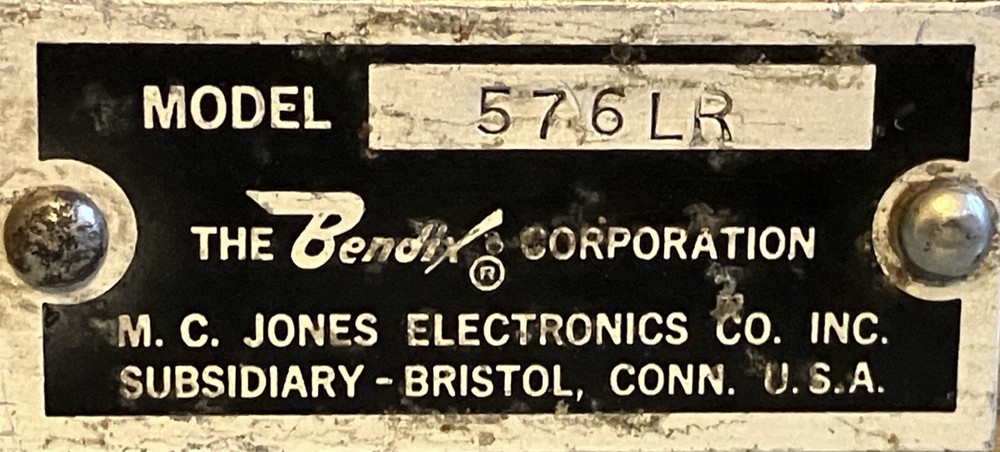 MODEL 576LR
THE Bendix ® CORPORATION
M. C. JONES ELECTRONICS CO. INC.
SUBSIDIARY - BRISTOL, CONN. U.S.A.